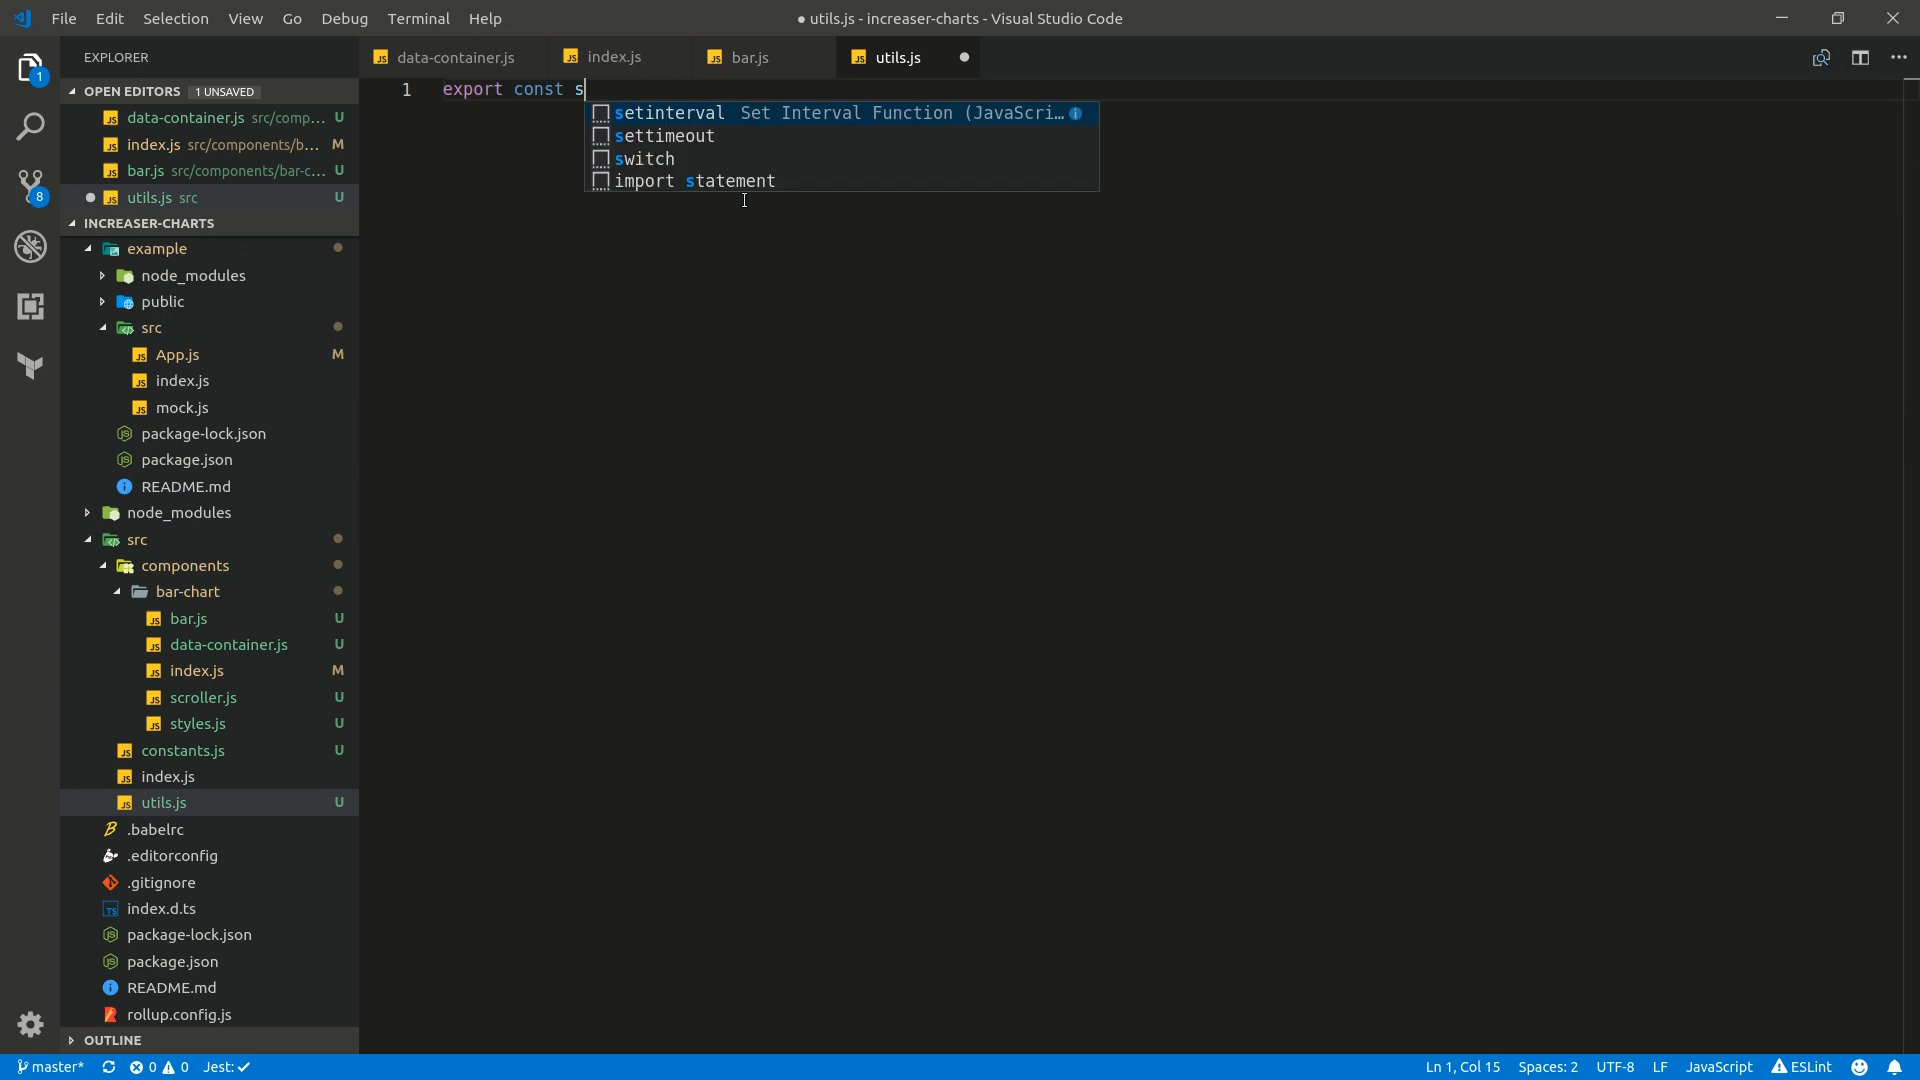 File Edit Selection View Go Debug Terminal Help
● utils.js - increaser-charts - Visual Studio Code
EXPLORER
data-container.js
index.js
bar.js
utils.js
OPEN EDITORS 1 UNSAVED
data-container.js src/comp... U
index.js src/components/b... M
bar.js src/components/bar-c... U
utils.js src U
INCREASER-CHARTS
example
node_modules
public
src
App.js M
index.js
mock.js
package-lock.json
package.json
README.md
node_modules
src
components
bar-chart
bar.js U
data-container.js U
index.js M
scroller.js U
styles.js U
constants.js U
index.js
utils.js U
.babelrc
.editorconfig
.gitignore
index.d.ts
package-lock.json
package.json
README.md
rollup.config.js
OUTLINE
1
8
1 export const s
setinterval Set Interval Function (JavaScri...
settimeout
switch
import statement
master* 0 0 Jest:
Ln 1, Col 15 Spaces: 2 UTF-8 LF JavaScript ESLint